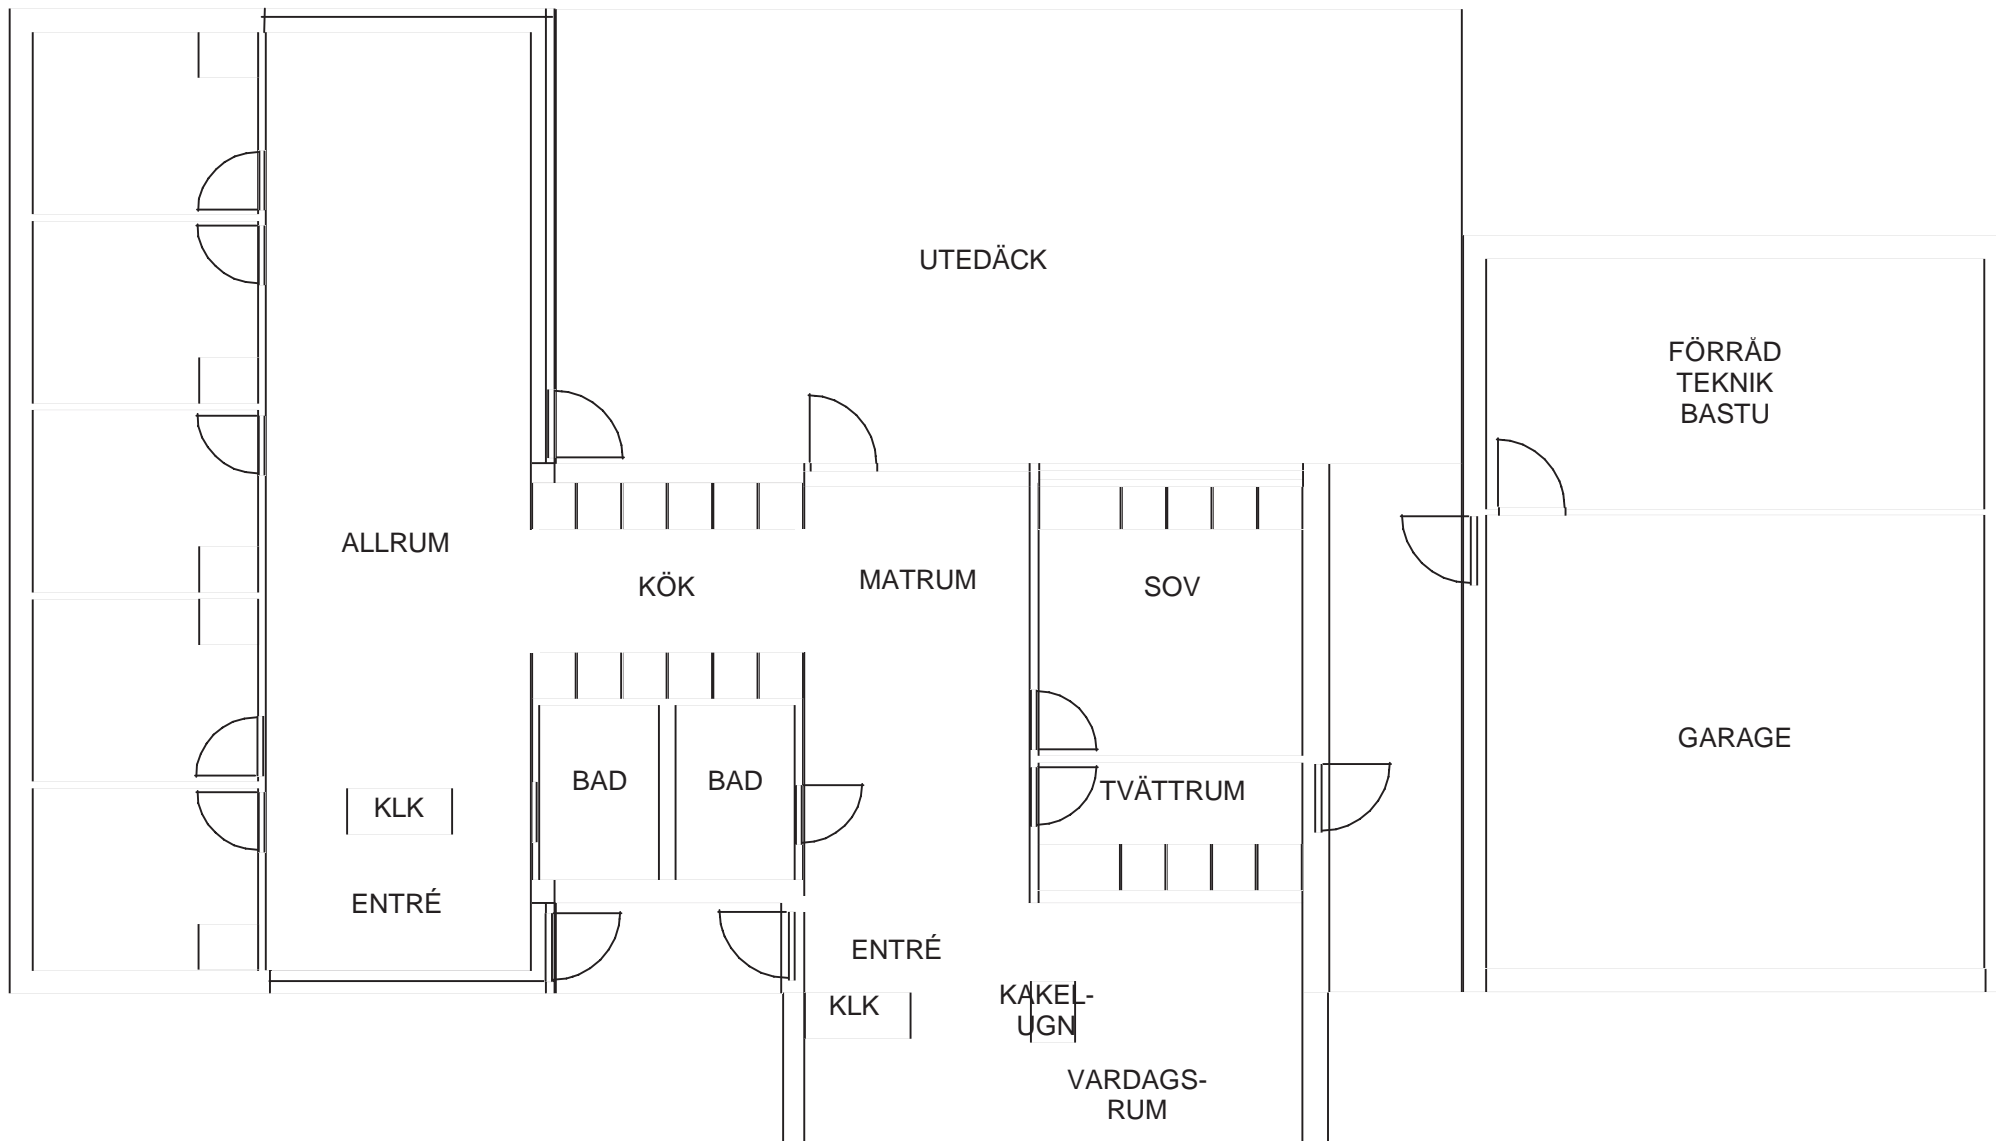 UTEDÄCK
FÖRRÅD
TEKNIK
BASTU
ALLRUM
KÖK
MATRUM
SOV
GARAGE
BAD
BAD
TVÄTTRUM
KLK
ENTRÉ
ENTRÉ
KLK
KAKEL-
UGN
VARDAGS-
RUM